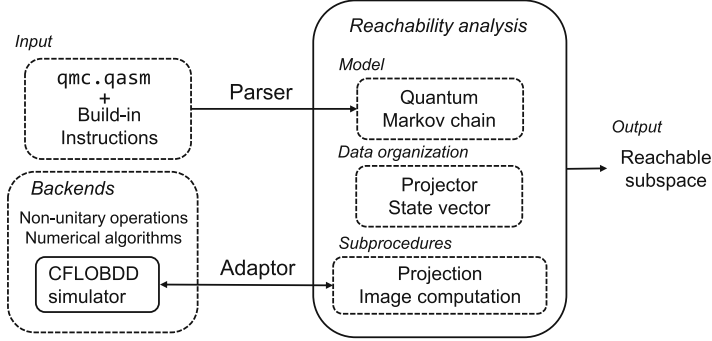 Input
qmc.qasm
+
Build-in
Instructions
Parser
Reachability analysis
Model
Quantum
Markov chain
Data organization
Projector
State vector
Subprocedures
Projection
Image computation
Output
Reachable
subspace
Backends
Non-unitary operations
Numerical algorithms
CFLOBDD
simulator
Adaptor